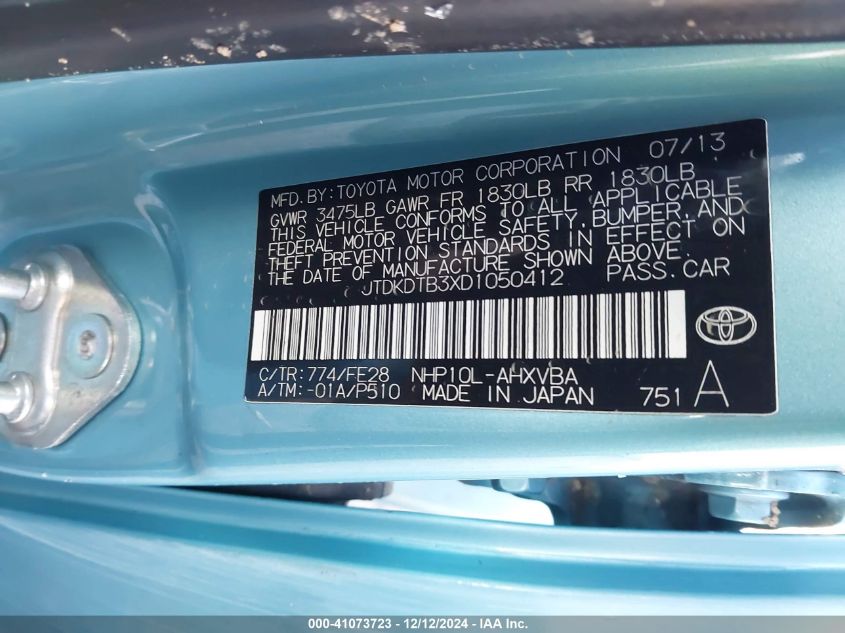 MFD. BY: TOYOTA MOTOR CORPORATION 07/13
GVWR 3475LB GAWR FR 1830LB RR 1830LB
THIS VEHICLE CONFORMS TO ALL APPLICABLE
FEDERAL MOTOR VEHICLE SAFETY, BUMPER, AND
THEFT PREVENTION STANDARDS IN EFFECT ON
THE DATE OF MANUFACTURE SHOWN ABOVE.
JTDKDTB3XD1050412 PASS. CAR
C/TR: 774/FE28 NHP10L-AHXVBA
A/TM: -01A/P510 MADE IN JAPAN 751 A
000-41073723 - 12/12/2024 - IAA Inc.